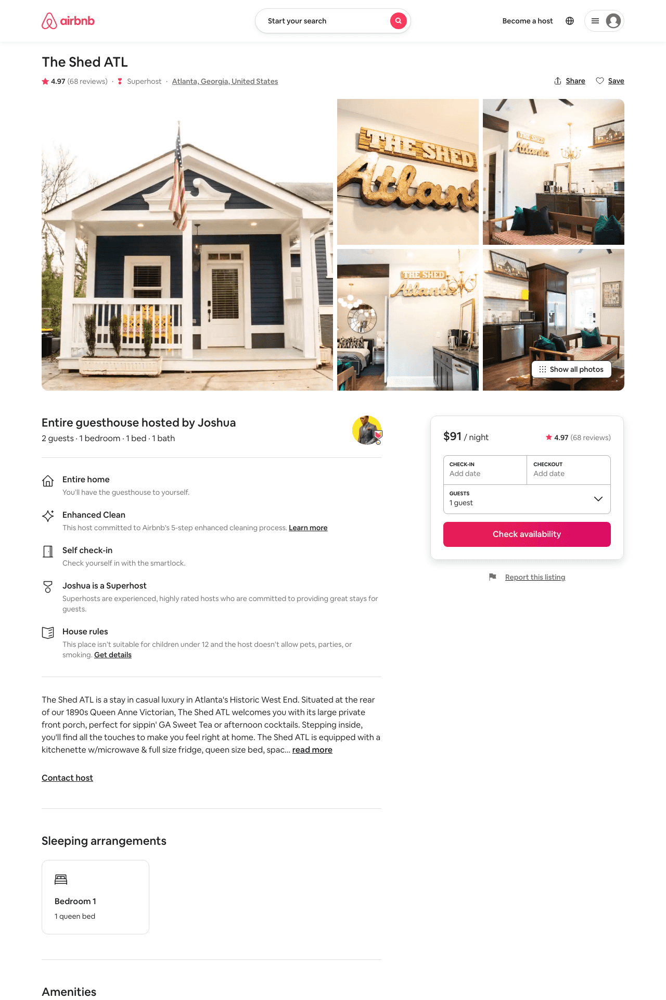 airbnb
Start your search
Become a host
The Shed ATL
4.97 (68 reviews) · Superhost · Atlanta, Georgia, United States
Share
Save
THE SHED
Atlant
THE SHED
Atlanta
THE SHED
Atlanta
Show all photos
Entire guesthouse hosted by Joshua
2 guests · 1 bedroom · 1 bed · 1 bath
$91 / night
4.97 (68 reviews)
CHECK-IN
Add date
CHECKOUT
Add date
GUESTS
1 guest
Check availability
Report this listing
Entire home
You’ll have the guesthouse to yourself.
Enhanced Clean
This host committed to Airbnb's 5-step enhanced cleaning process. Learn more
Self check-in
Check yourself in with the smartlock.
Joshua is a Superhost
Superhosts are experienced, highly rated hosts who are committed to providing great stays for
guests.
House rules
This place isn’t suitable for children under 12 and the host doesn’t allow pets, parties, or
smoking. Get details
The Shed ATL is a stay in casual luxury in Atlanta's Historic West End. Situated at the rear
of our 1890s Queen Anne Victorian, The Shed ATL welcomes you with its large private
front porch, perfect for sippin' GA Sweet Tea or afternoon cocktails. Stepping inside,
you'll find all the touches to make you feel right at home. The Shed ATL is equipped with a
kitchenette w/microwave & full size fridge, queen size bed, spac… read more
Contact host
Sleeping arrangements
Bedroom 1
1 queen bed
Amenities